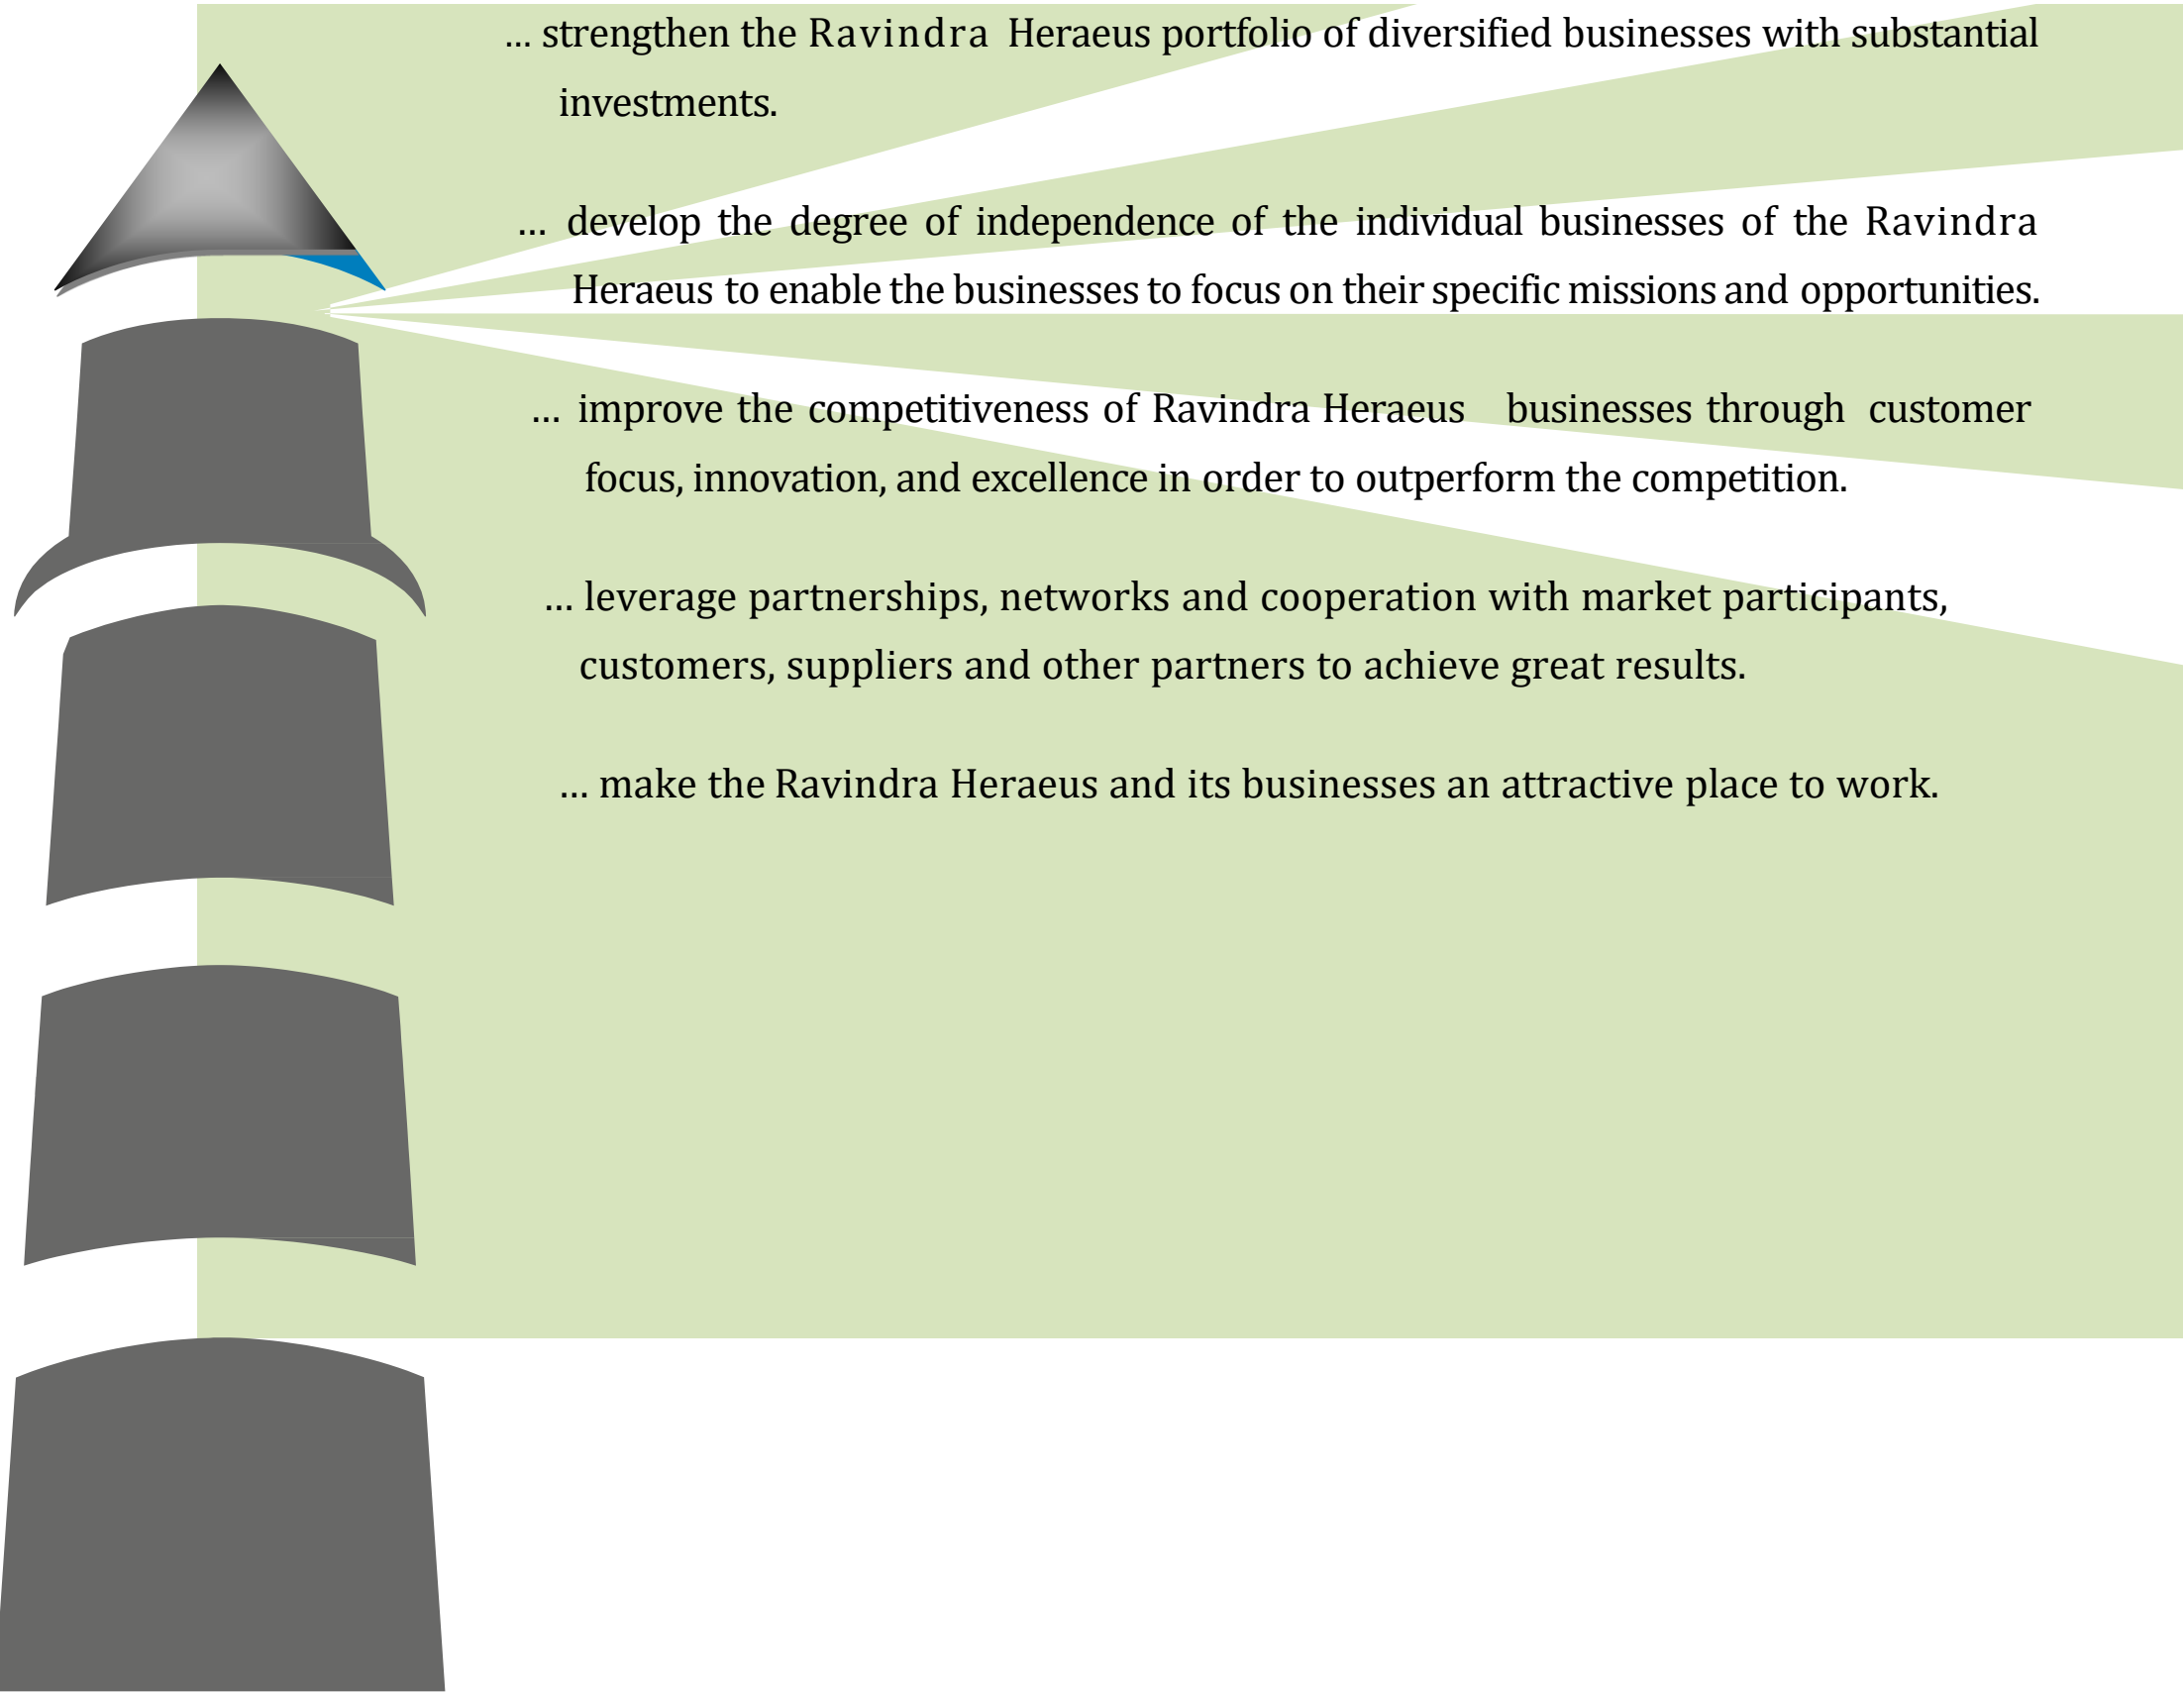 ... strengthen the Ravindra Heraeus portfolio of diversified businesses with substantial
investments.
... develop the degree of independence of the individual businesses of the Ravindra
Heraeus to enable the businesses to focus on their specific missions and opportunities.
... improve the competitiveness of Ravindra Heraeus businesses through customer
focus, innovation, and excellence in order to outperform the competition.
... leverage partnerships, networks and cooperation with market participants,
customers, suppliers and other partners to achieve great results.
... make the Ravindra Heraeus and its businesses an attractive place to work.